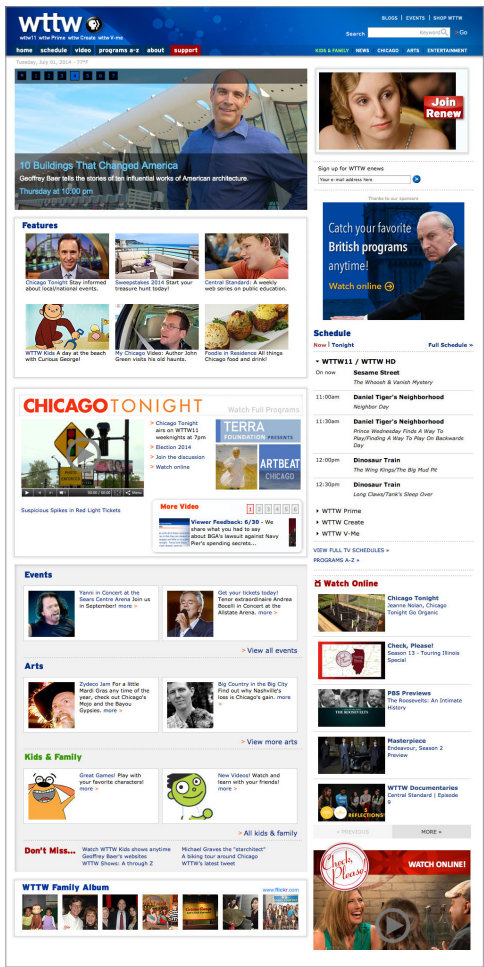 wttw
wttw11 wttw Prime wttw Create wttw V-me
BLOGS | EVENTS | SHOP WTTW
Search Keyword >Go
home schedule video programs a-z about support
KIDS & FAMILY NEWS CHICAGO ARTS ENTERTAINMENT
Tuesday, July 01, 2014 - 77°F
1 2 3 4 5 6 7
10 Buildings That Changed America
Geoffrey Baer tells the stories of ten influential works of American architecture.
Thursday at 10:00 pm
Join
Renew
Sign up for WTTW enews
Your e-mail address here
Thanks to our sponsors
Catch your favorite
British programs
anytime!
Watch online
Features
Chicago Tonight Stay informed
about local/national events.
Sweepstakes 2014 Start your
treasure hunt today!
Central Standard: A weekly
web series on public education.
WTTW Kids A day at the beach
with Curious George!
My Chicago Video: Author John
Green visits his old haunts.
Foodie in Residence All things
Chicago food and drink!
Schedule
Now | Tonight Full Schedule »
WTTW11 / WTTW HD
On now Sesame Street
The Whoosh & Vanish Mystery
11:00am Daniel Tiger's Neighborhood
Neighbor Day
11:30am Daniel Tiger's Neighborhood
Prince Wednesday Finds A Way To
Play/Finding A Way To Play On Backwards
Day
12:00pm Dinosaur Train
The Wing Kings/The Big Mud Pit
12:30pm Dinosaur Train
Long Claws/Tank's Sleep Over
WTTW Prime
WTTW Create
WTTW V-Me
VIEW FULL TV SCHEDULES »
PROGRAMS A-Z »
CHICAGO TONIGHT
Watch Full Programs
> Chicago Tonight
airs on WTTW11
weeknights at 7pm
> Election 2014
> Join the discussion
> Watch online
TERRA
FOUNDATION PRESENTS
ARTBEAT
CHICAGO
PHOTO
ENFORCED
00:00 / 00:00 Menu
Suspicious Spikes in Red Light Tickets
More Video
1 2 3 4 5 6
Viewer Feedback: 6/30 - We
share what you had to say
about BGA's lawsuit against Navy
Pier's spending secrets...
Events
Yanni in Concert at the
Sears Centre Arena Join us
in September! more >
Get your tickets today!
Tenor extraordinaire Andrea
Bocelli in Concert at the
Allstate Arena. more >
> View all events
Arts
Zydeco Jam For a little
Mardi Gras any time of the
year, check out Chicago's
Mojo and the Bayou
Gypsies. more >
Big Country in the Big City
Find out why Nashville's
loss is Chicago's gain. more
>
> View more arts
Kids & Family
Great Games! Play with
your favorite characters!
more >
New Videos! Watch and
learn with your friends!
more >
> All kids & family
Don't Miss...
Watch WTTW Kids shows anytime
Geoffrey Baer's websites
WTTW Shows: A through Z
Michael Graves the "starchitect"
A biking tour around Chicago
WTTW's latest tweet
WTTW Family Album
www.flickr.com
Watch Online
Chicago Tonight
Jeanne Nolan, Chicago
Tonight Go Organic
Check, Please!
Season 13 - Touring Illinois
Special
PBS Previews
The Roosevelts: An Intimate
History
THE ROOSEVELTS
Masterpiece
Endeavour, Season 2
Preview
WTTW Documentaries
Central Standard | Episode
9
5
REFLECTIONS!
« PREVIOUS MORE »
Check,
Please!
WATCH ONLINE!